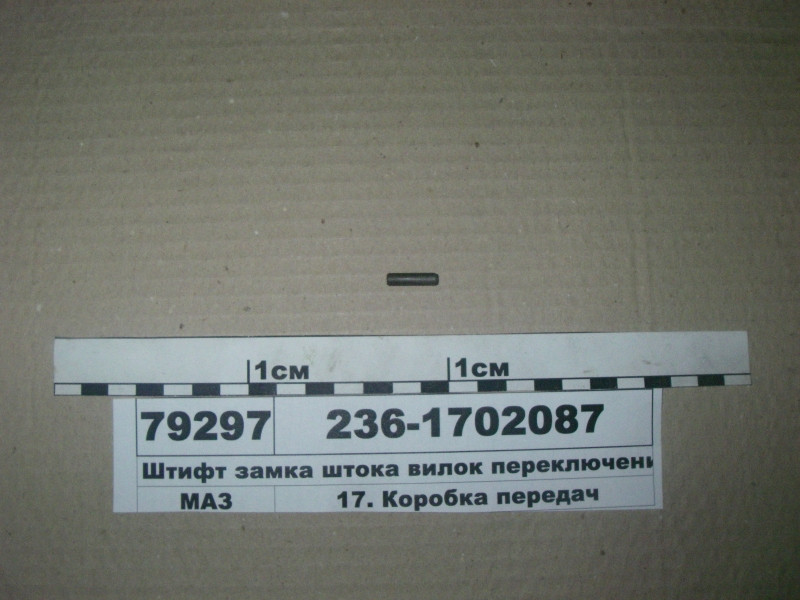 1см 1см
79297 236-1702087
Штифт замка штока вилок переключени
МАЗ 17. Коробка передач